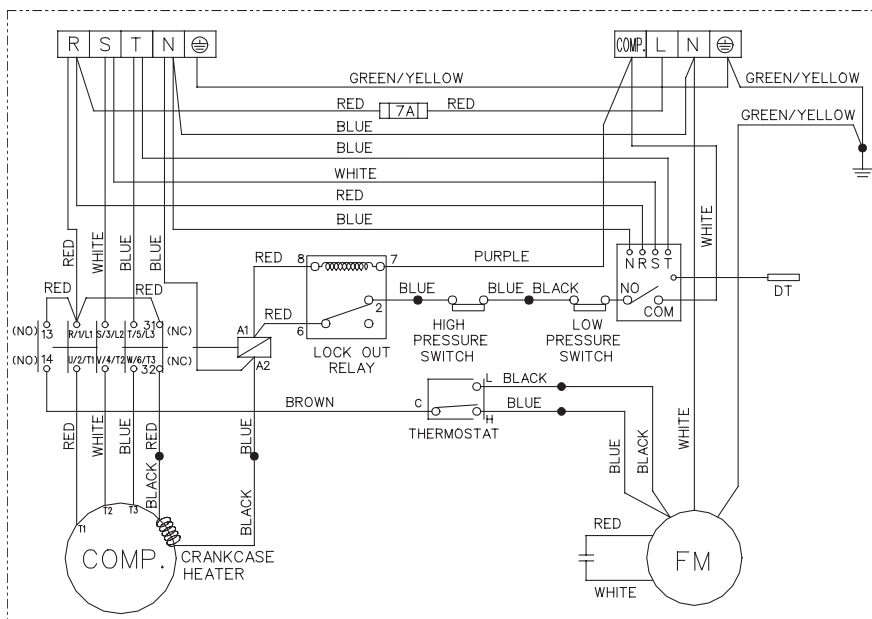 R S T N
COMP. L N
GREEN/YELLOW
GREEN/YELLOW
RED 7A RED
GREEN/YELLOW
BLUE
BLUE
WHITE
RED
BLUE
WHITE
RED
WHITE
BLUE
BLUE
RED
RED
N R S T
RED 8 7 PURPLE
DT
RED
BLUE
BLUE
BLACK
NO
COM
2
6
A1
A2
(NO) 13 R/1/L1 S/3/L2 T/5/L3 31 (NC)
(NO) 14 U/2/T1 V/4/T2 W/6/T3 32 (NC)
LOCK OUT
RELAY
HIGH
PRESSURE
SWITCH
LOW
PRESSURE
SWITCH
BROWN
C
L
H
BLACK
BLUE
THERMOSTAT
RED
WHITE
BLUE
RED
BLUE
BLACK
BLACK
BLUE
BLACK
WHITE
T1 T2 T3
COMP.
CRANKCASE
HEATER
RED
WHITE
FM